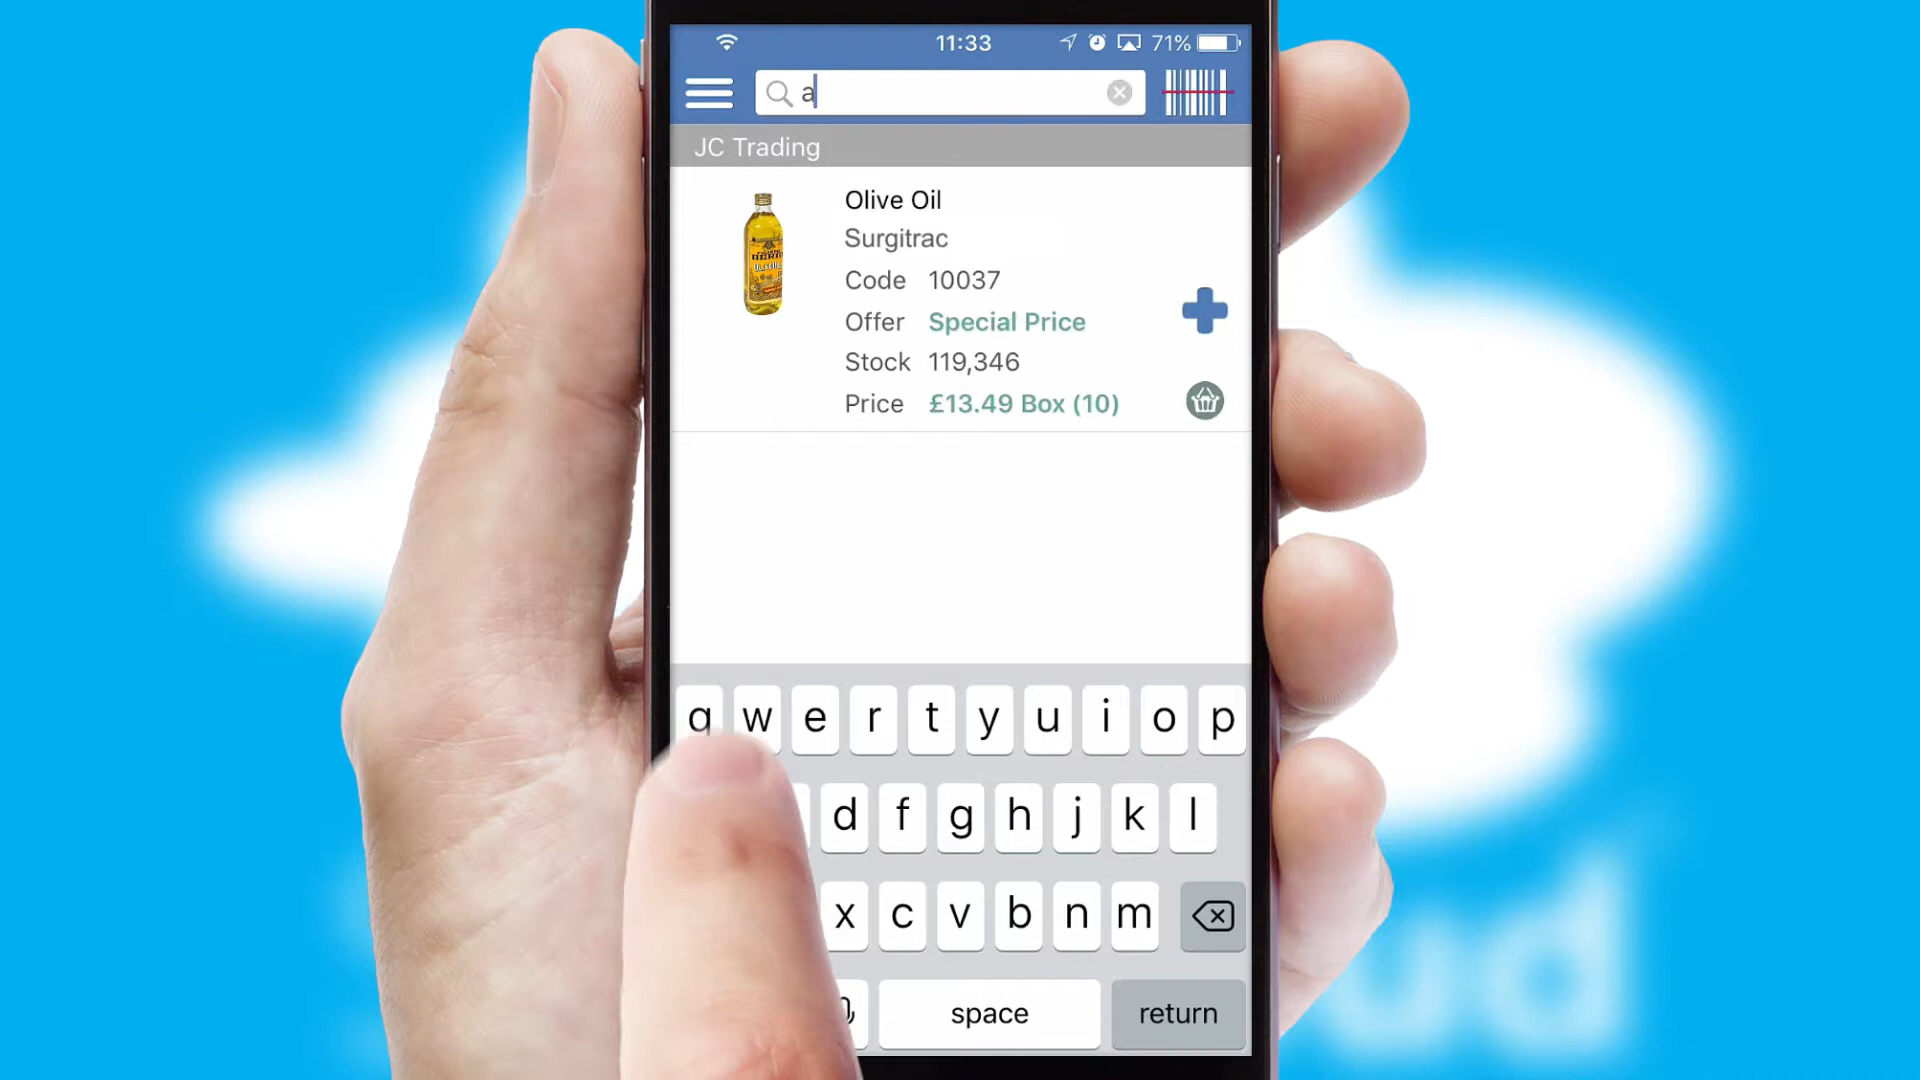 11:33
71%
a
JC Trading
Olive Oil
Surgitrac
Code 10037
Offer Special Price
Stock 119,346
Price £13.49 Box (10)
q w e r t y u i o p
d f g h j k l
x c v b n m
space return
ud